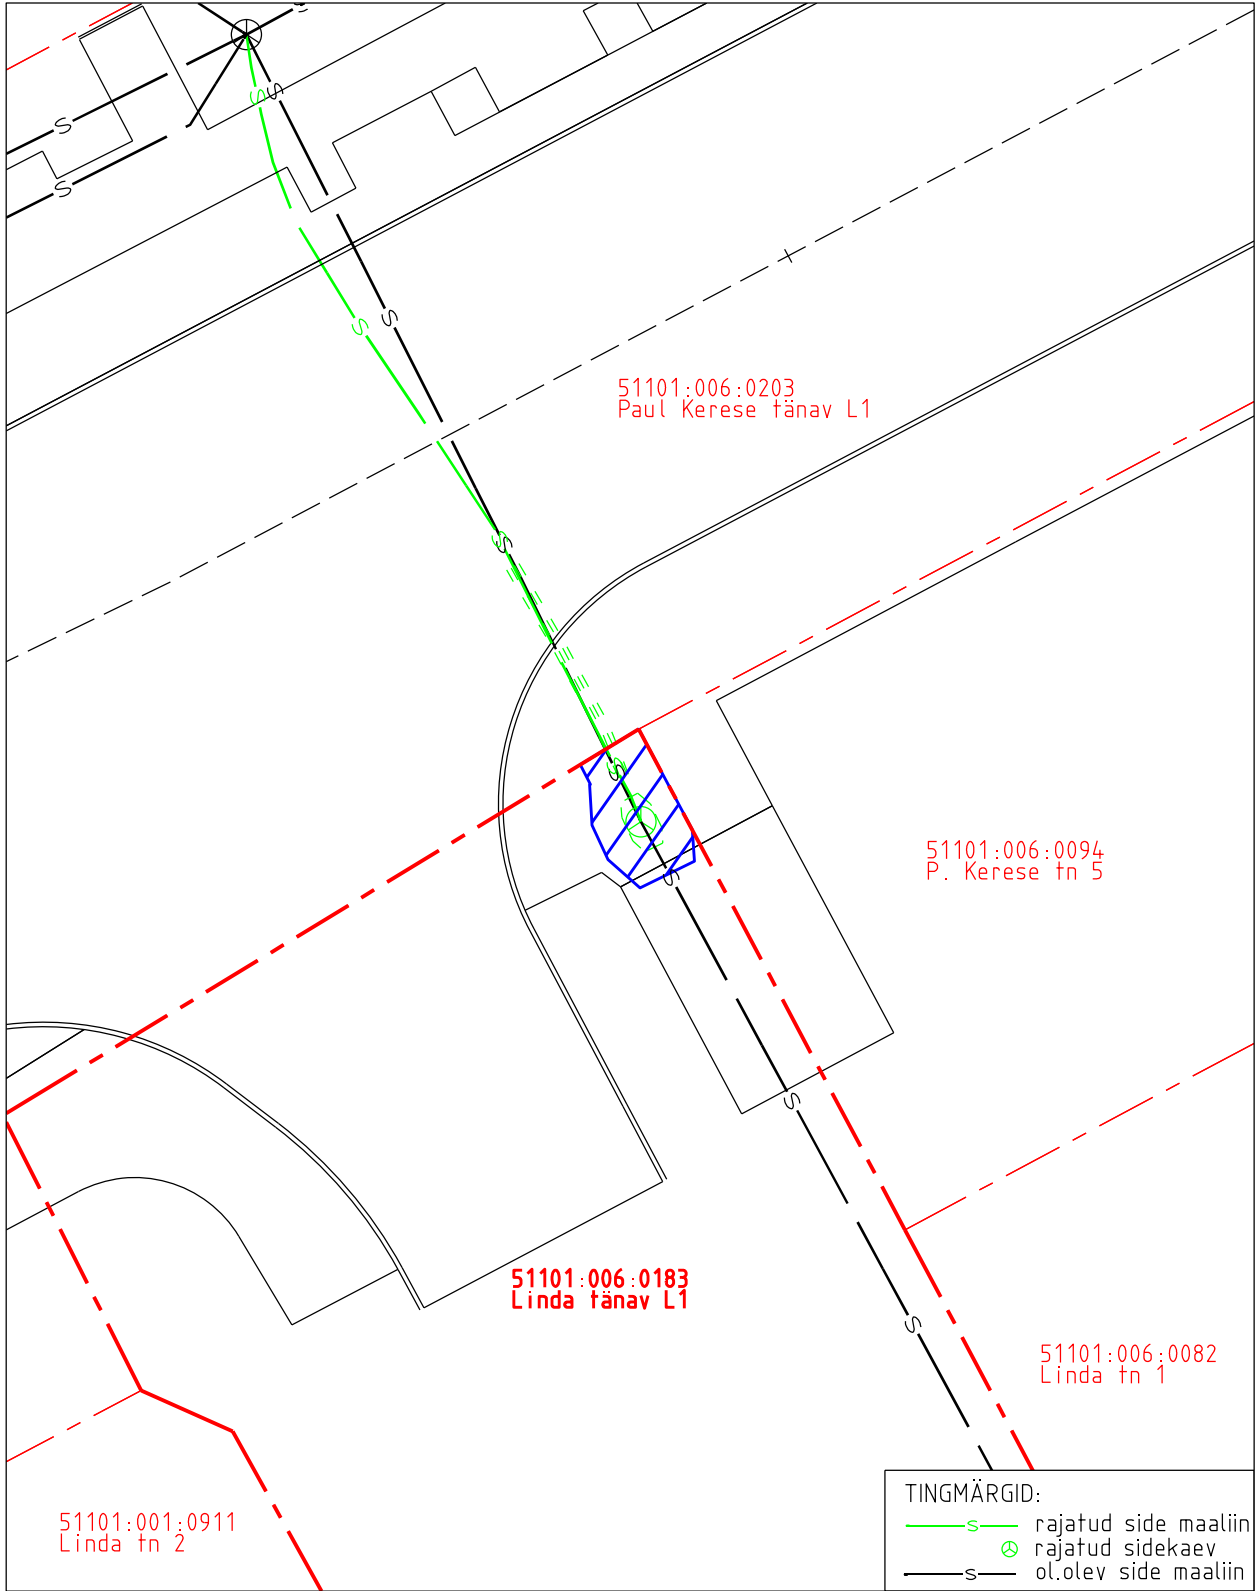 S
S
S
S
S
S
51101:006:0203
Paul Kerese tänav L1
S
S
S
S
51101:006:0094
P. Kerese tn 5
S
S
51101:006:0183
Linda tänav L1
S
51101:006:0082
Linda tn 1
51101:001:0911
Linda tn 2
TINGMÄRGID:
S rajatud side maaliin
rajatud sidekaev
S ol.olev side maaliin